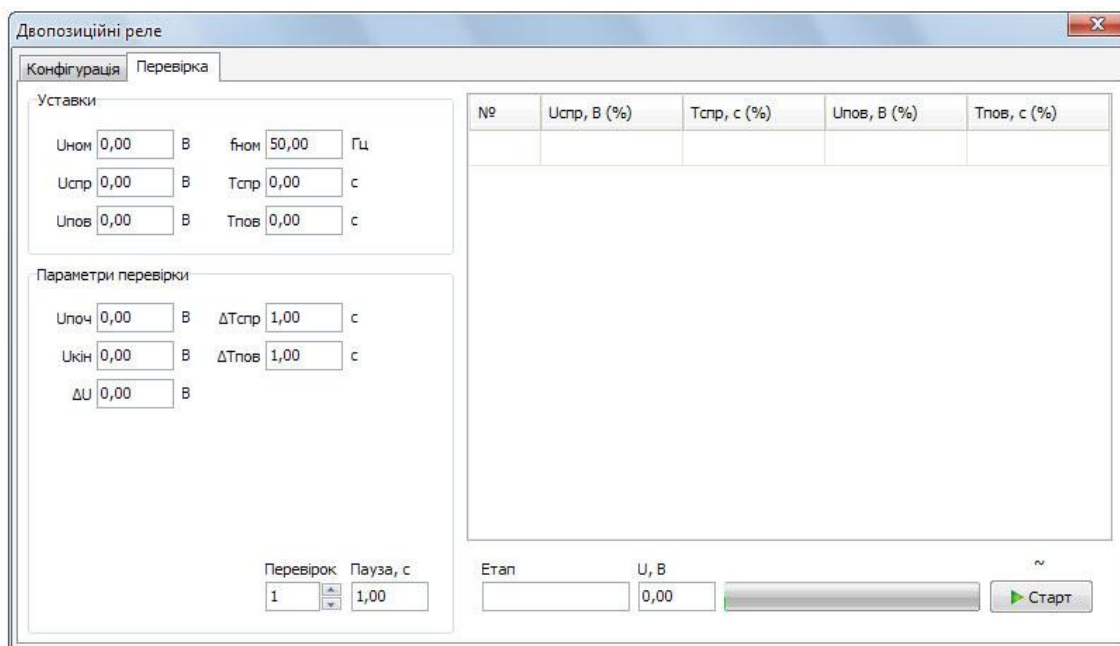 Двопозиційні реле
Конфігурація Перевірка
Уставки
Uном 0,00 В fном 50,00 Гц
Uспр 0,00 В Tспр 0,00 с
Uпов 0,00 В Tпов 0,00 с
Параметри перевірки
Uпоч 0,00 В ΔTспр 1,00 с
Uкін 0,00 В ΔTпов 1,00 с
ΔU 0,00 В
Перевірок Пауза, с
1 1,00
№ Uспр, В (%) Tспр, с (%) Uпов, В (%) Tпов, с (%)
Етап U, В ~
0,00 Старт